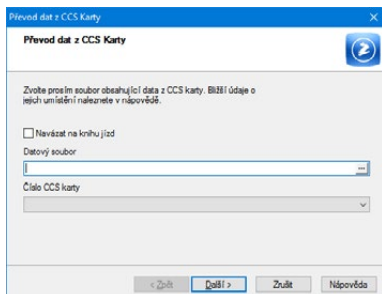 Převod dat z CCS Karty
Převod dat z CCS Karty
2
Zvolte prosím soubor obsahující data z CCS karty. Bližší údaje o
jejich umístění naleznete v nápovědě.
Navázat na knihu jízd
Datový soubor
...
Číslo CCS karty
< Zpět Další > Zrušit Nápověda